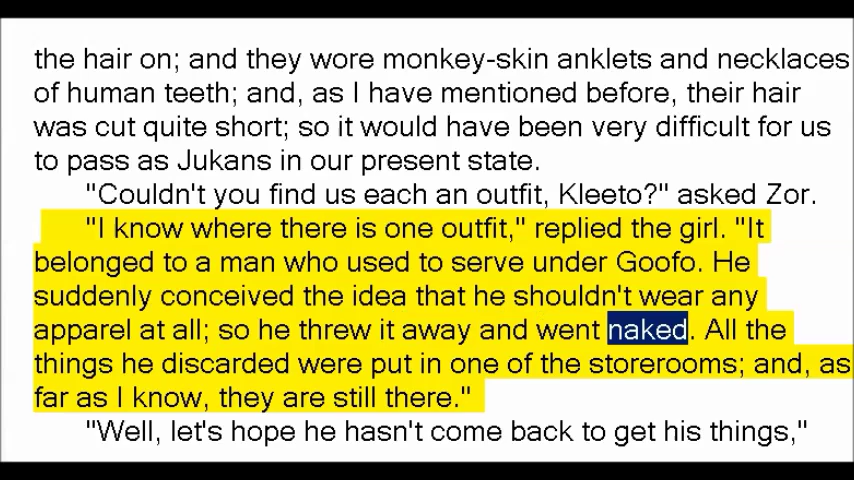 the hair on; and they wore monkey-skin anklets and necklaces
of human teeth; and, as I have mentioned before, their hair
was cut quite short; so it would have been very difficult for us
to pass as Jukans in our present state.
"Couldn't you find us each an outfit, Kleeto?" asked Zor.
"I know where there is one outfit," replied the girl. "It
belonged to a man who used to serve under Goofo. He
suddenly conceived the idea that he shouldn't wear any
apparel at all; so he threw it away and went naked. All the
things he discarded were put in one of the storerooms; and, as
far as I know, they are still there."
"Well, let's hope he hasn't come back to get his things,"